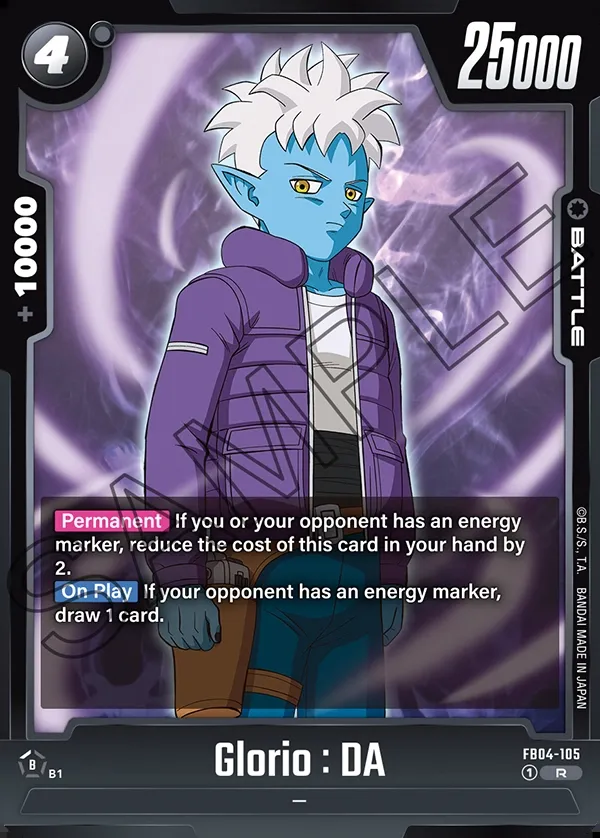 4
25000
+10000
BATTLE
SAMPLE
Permanent If you or your opponent has an energy
marker, reduce the cost of this card in your hand by
2.
On Play If your opponent has an energy marker,
draw 1 card.
©B.S./S., T.A. BANDAI MADE IN JAPAN
B B1
Glorio : DA
FB04-105
1 R
–